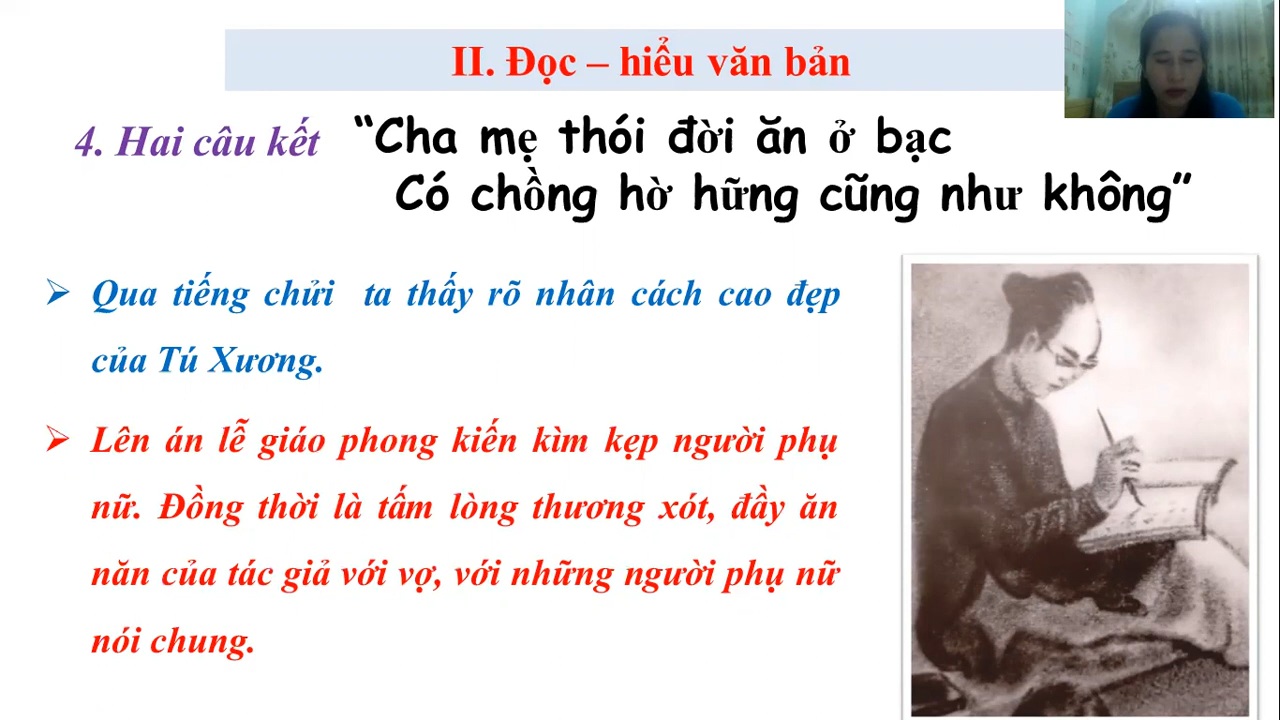 II. Đọc – hiểu văn bản
4. Hai câu kết “Cha mẹ thói đời ăn ở bạc
Có chồng hờ hững cũng như không”
Qua tiếng chửi ta thấy rõ nhân cách cao đẹp
của Tú Xương.
Lên án lễ giáo phong kiến kìm kẹp người phụ
nữ. Đồng thời là tấm lòng thương xót, đầy ăn
năn của tác giả với vợ, với những người phụ nữ
nói chung.